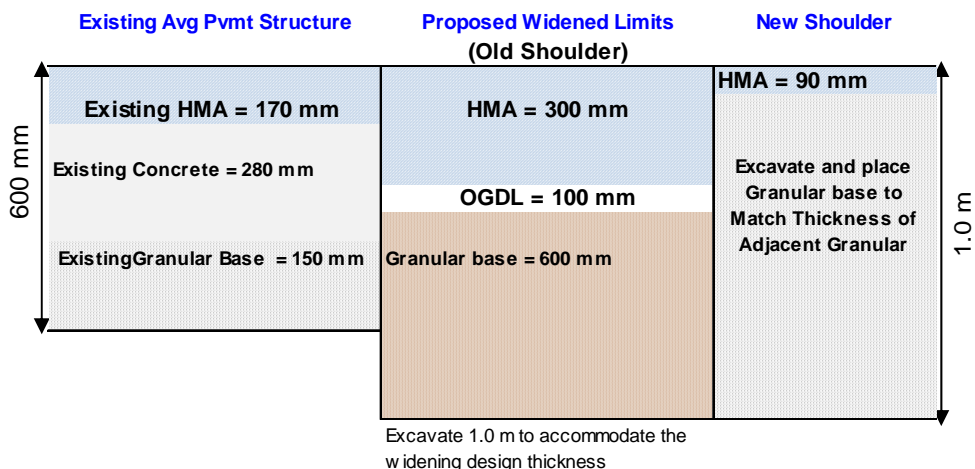 Existing Avg Pvmt Structure
Proposed Widened Limits
(Old Shoulder)
New Shoulder
600 mm
Existing HMA = 170 mm
Existing Concrete = 280 mm
ExistingGranular Base = 150 mm
HMA = 300 mm
OGDL = 100 mm
Granular base = 600 mm
HMA = 90 mm
Excavate and place
Granular base to
Match Thickness of
Adjacent Granular
1.0 m
Excavate 1.0 m to accommodate the
widening design thickness